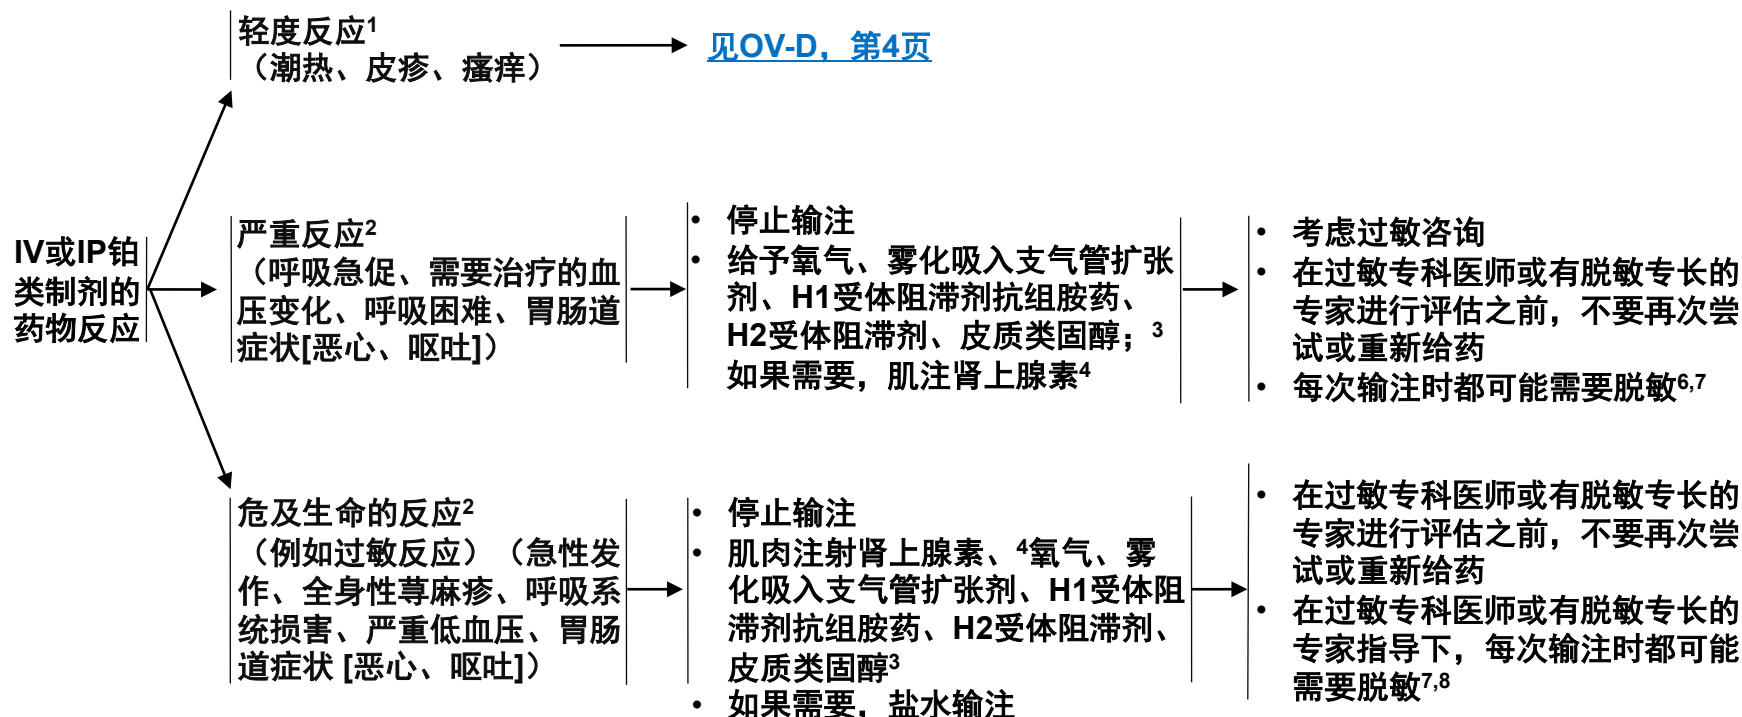 轻度反应1
（潮热、皮疹、瘙痒）
见OV-D，第4页
IV或IP铂
类制剂的
药物反应
严重反应2
（呼吸急促、需要治疗的血
压变化、呼吸困难、胃肠道
症状[恶心、呕吐]）
• 停止输注
• 给予氧气、雾化吸入支气管扩张
剂、H1受体阻滞剂抗组胺药、
H2受体阻滞剂、皮质类固醇；3
如果需要，肌注肾上腺素4
• 考虑过敏咨询
• 在过敏专科医师或有脱敏专长的
专家进行评估之前，不要再次尝
试或重新给药
• 每次输注时都可能需要脱敏6,7
危及生命的反应2
（例如过敏反应）（急性发
作、全身性荨麻疹、呼吸系
统损害、严重低血压、胃肠
道症状 [恶心、呕吐]）
• 停止输注
• 肌肉注射肾上腺素、4氧气、雾
化吸入支气管扩张剂、H1受体阻
滞剂抗组胺药、H2受体阻滞剂、
皮质类固醇3
• 如果需要，盐水输注
• 在过敏专科医师或有脱敏专长的
专家进行评估之前，不要再次尝
试或重新给药
• 在过敏专科医师或有脱敏专长的
专家指导下，每次输注时都可能
需要脱敏7,8